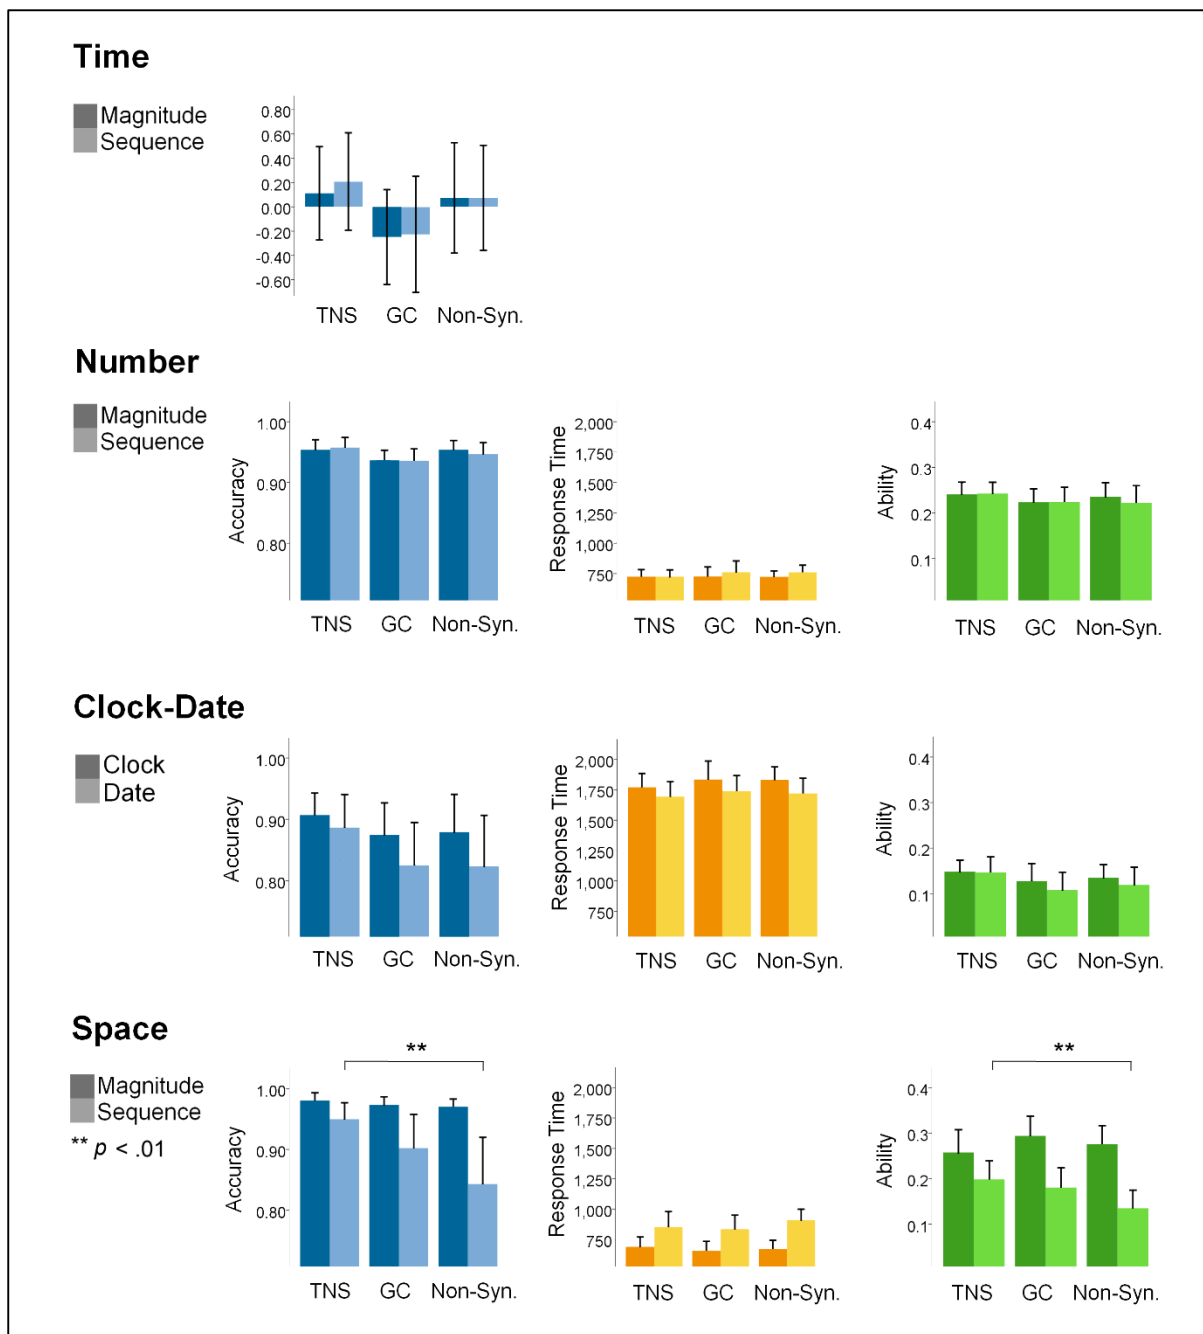 Time
Magnitude
Sequence
0.80
0.60
0.40
0.20
0.00
-0.20
-0.40
-0.60
TNS GC Non-Syn.
Number
Magnitude
Sequence
Accuracy
1.00
0.90
0.80
TNS GC Non-Syn.
Response Time
2,000
1,750
1,500
1,250
1,000
750
TNS GC Non-Syn.
Ability
0.4
0.3
0.2
0.1
TNS GC Non-Syn.
Clock-Date
Clock
Date
Accuracy
1.00
0.90
0.80
TNS GC Non-Syn.
Response Time
2,000
1,750
1,500
1,250
1,000
750
TNS GC Non-Syn.
Ability
0.4
0.3
0.2
0.1
TNS GC Non-Syn.
Space
Magnitude
Sequence
** p < .01
**
Accuracy
1.00
0.90
0.80
TNS GC Non-Syn.
Response Time
2,000
1,750
1,500
1,250
1,000
750
TNS GC Non-Syn.
**
Ability
0.4
0.3
0.2
0.1
TNS GC Non-Syn.